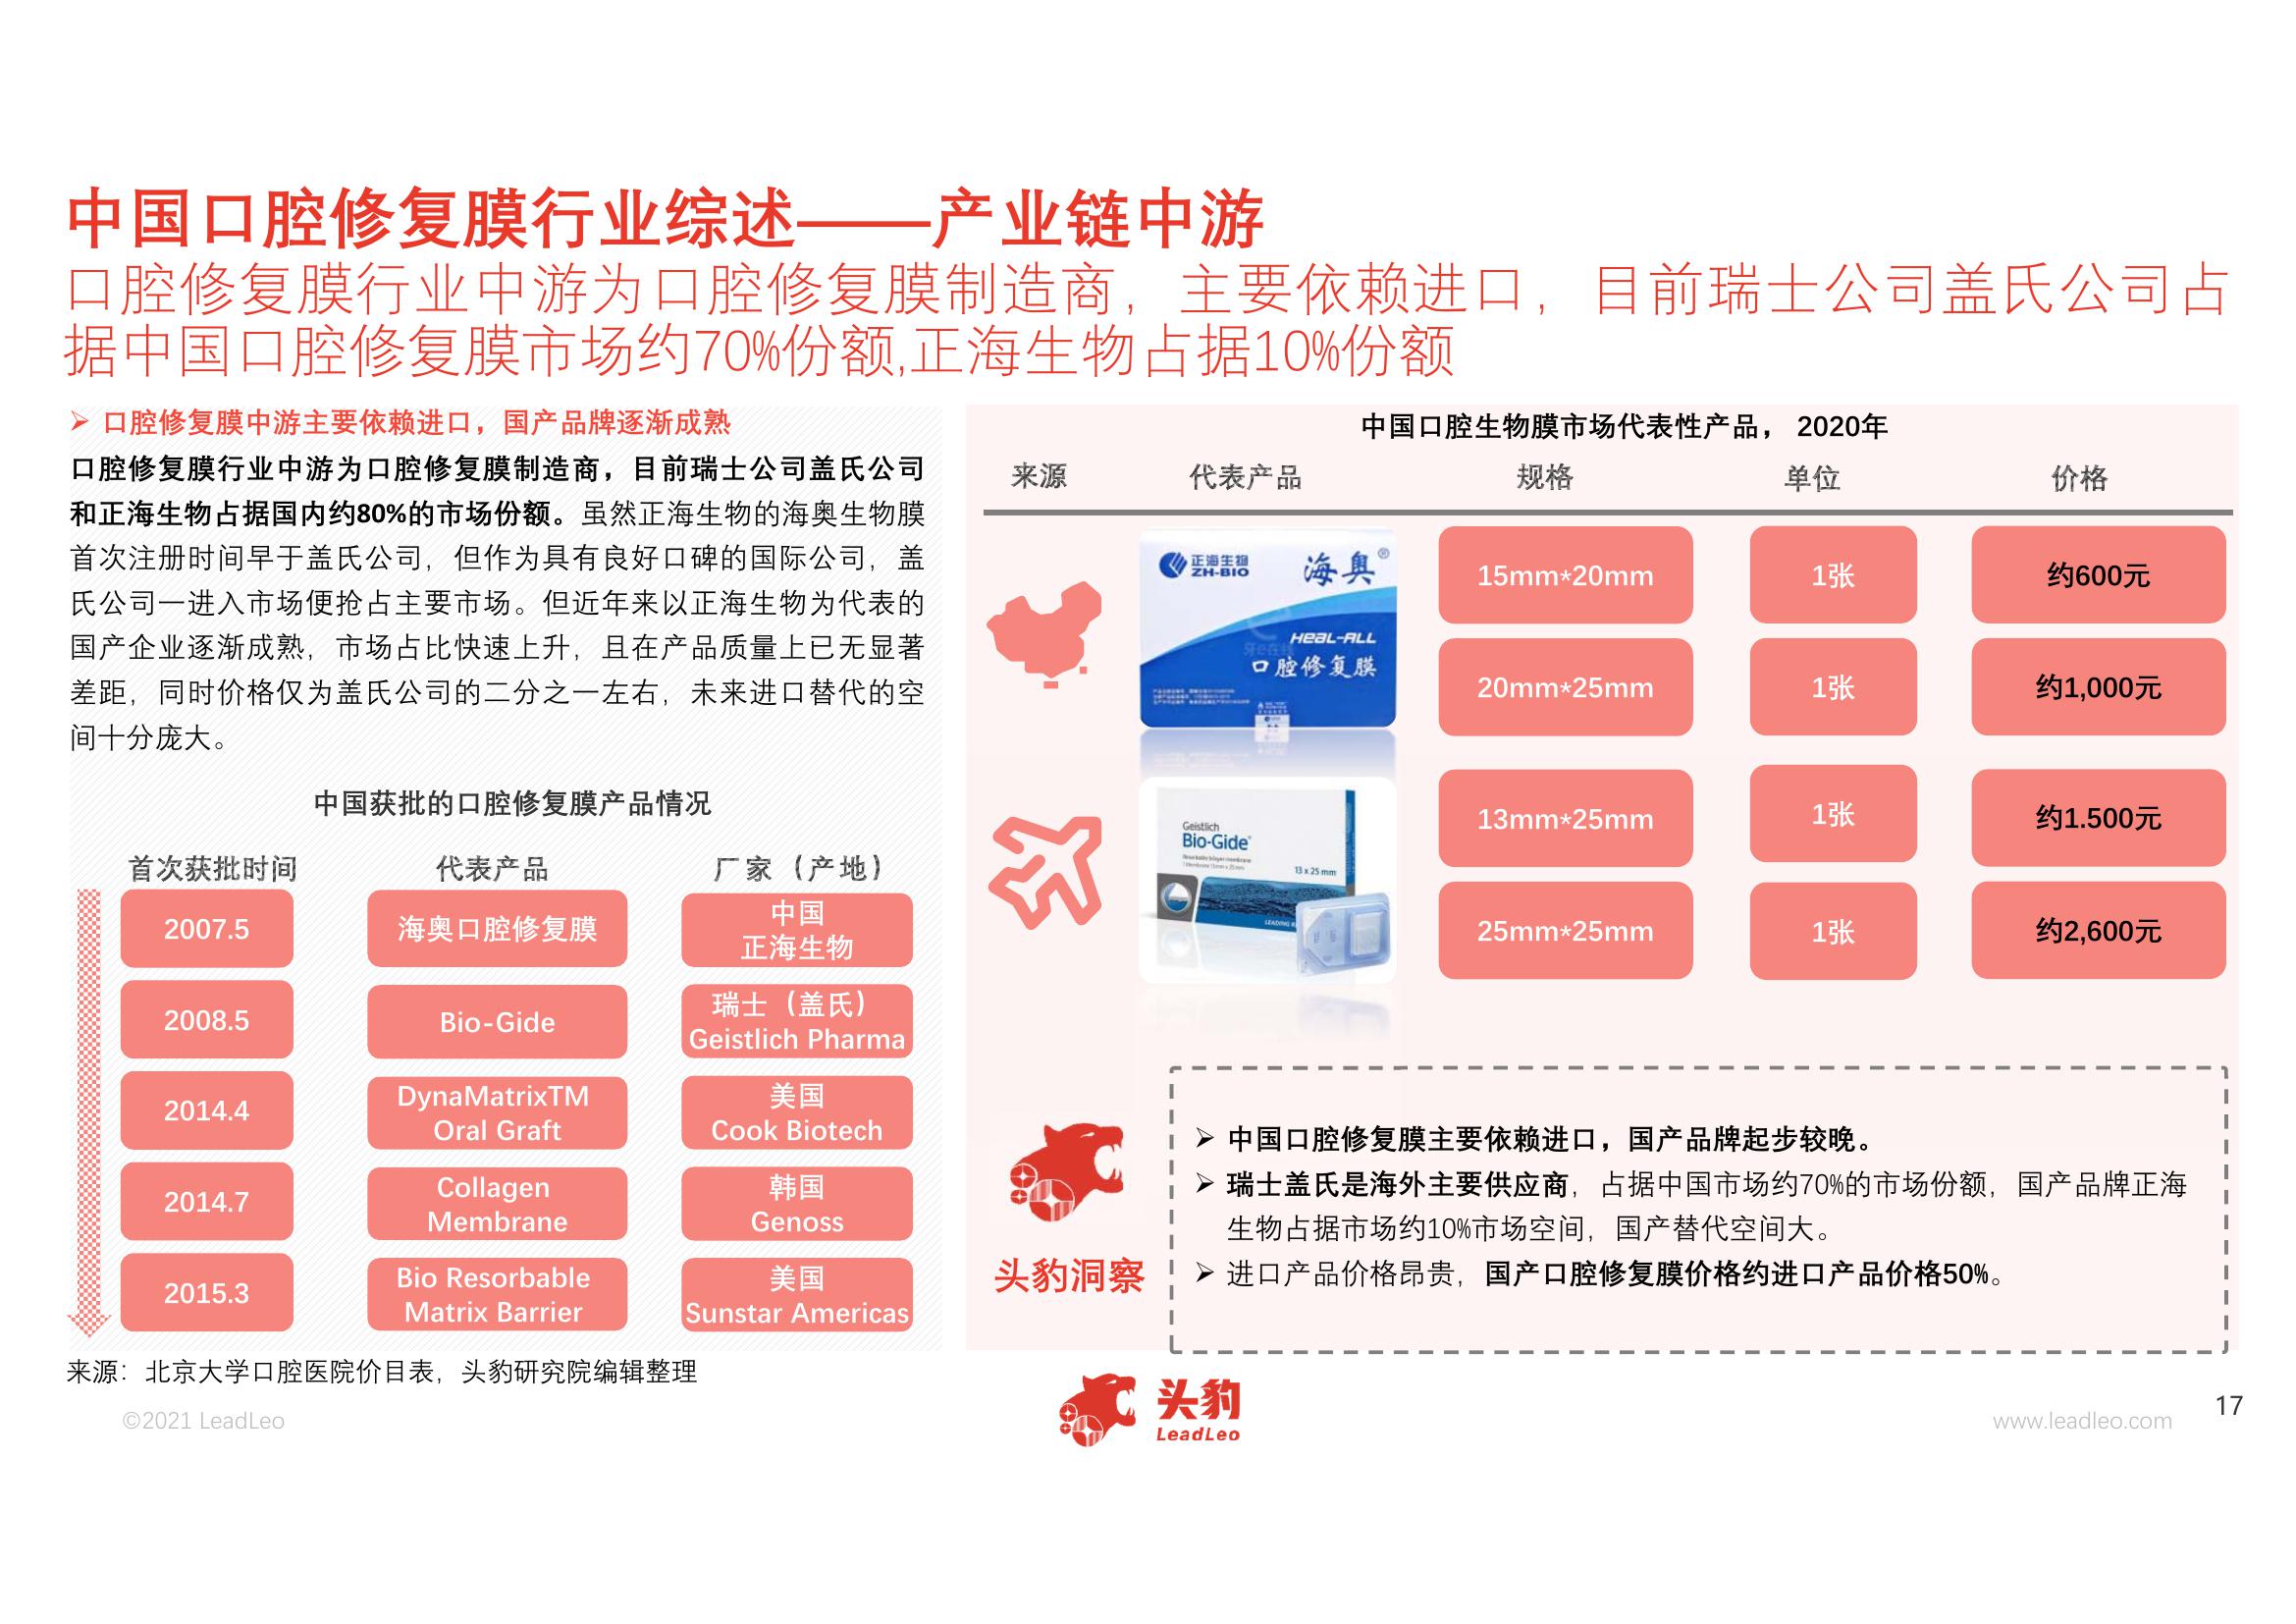 中国口腔修复膜行业综述——产业链中游
口腔修复膜行业中游为口腔修复膜制造商，主要依赖进口，目前瑞士公司盖氏公司占
据中国口腔修复膜市场约70%份额,正海生物占据10%份额
➢ 口腔修复膜中游主要依赖进口，国产品牌逐渐成熟
口腔修复膜行业中游为口腔修复膜制造商，目前瑞士公司盖氏公司
和正海生物占据国内约80%的市场份额。虽然正海生物的海奥生物膜
首次注册时间早于盖氏公司，但作为具有良好口碑的国际公司，盖
氏公司一进入市场便抢占主要市场。但近年来以正海生物为代表的
国产企业逐渐成熟，市场占比快速上升，且在产品质量上已无显著
差距，同时价格仅为盖氏公司的二分之一左右，未来进口替代的空
间十分庞大。
中国获批的口腔修复膜产品情况
首次获批时间 代表产品 厂家（产地）
2007.5 海奥口腔修复膜 中国
正海生物
2008.5 Bio-Gide 瑞士（盖氏）
Geistlich Pharma
2014.4 DynaMatrixTM
Oral Graft
美国
Cook Biotech
2014.7 Collagen
Membrane
韩国
Genoss
2015.3 Bio Resorbable
Matrix Barrier
美国
Sunstar Americas
来源：北京大学口腔医院价目表，头豹研究院编辑整理
中国口腔生物膜市场代表性产品， 2020年
来源 代表产品 规格 单位 价格
正海生物
ZH-BIO
海奥®
HEAL-ALL
口腔修复膜
15mm*20mm 1张 约600元
20mm*25mm 1张 约1,000元
Geistlich
Bio-Gide®
13 x 25 mm
13mm*25mm 1张 约1.500元
25mm*25mm 1张 约2,600元
头豹洞察
➢ 中国口腔修复膜主要依赖进口，国产品牌起步较晚。
➢ 瑞士盖氏是海外主要供应商，占据中国市场约70%的市场份额，国产品牌正海
生物占据市场约10%市场空间，国产替代空间大。
➢ 进口产品价格昂贵，国产口腔修复膜价格约进口产品价格50%。
©2021 LeadLeo
头豹
LeadLeo
www.leadleo.com
17